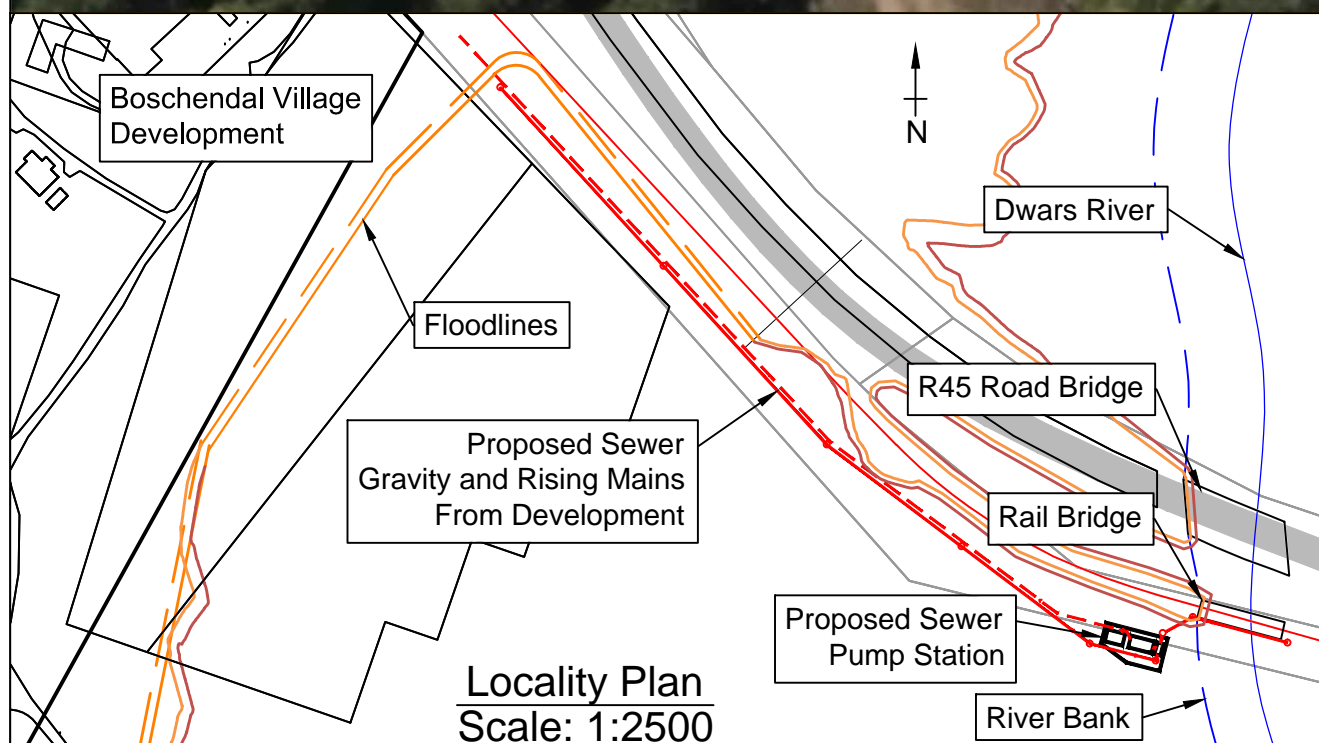 Boschendal Village
Development
N
Dwars River
Floodlines
R45 Road Bridge
Proposed Sewer
Gravity and Rising Mains
From Development
Rail Bridge
Proposed Sewer
Pump Station
Locality Plan
Scale: 1:2500
River Bank